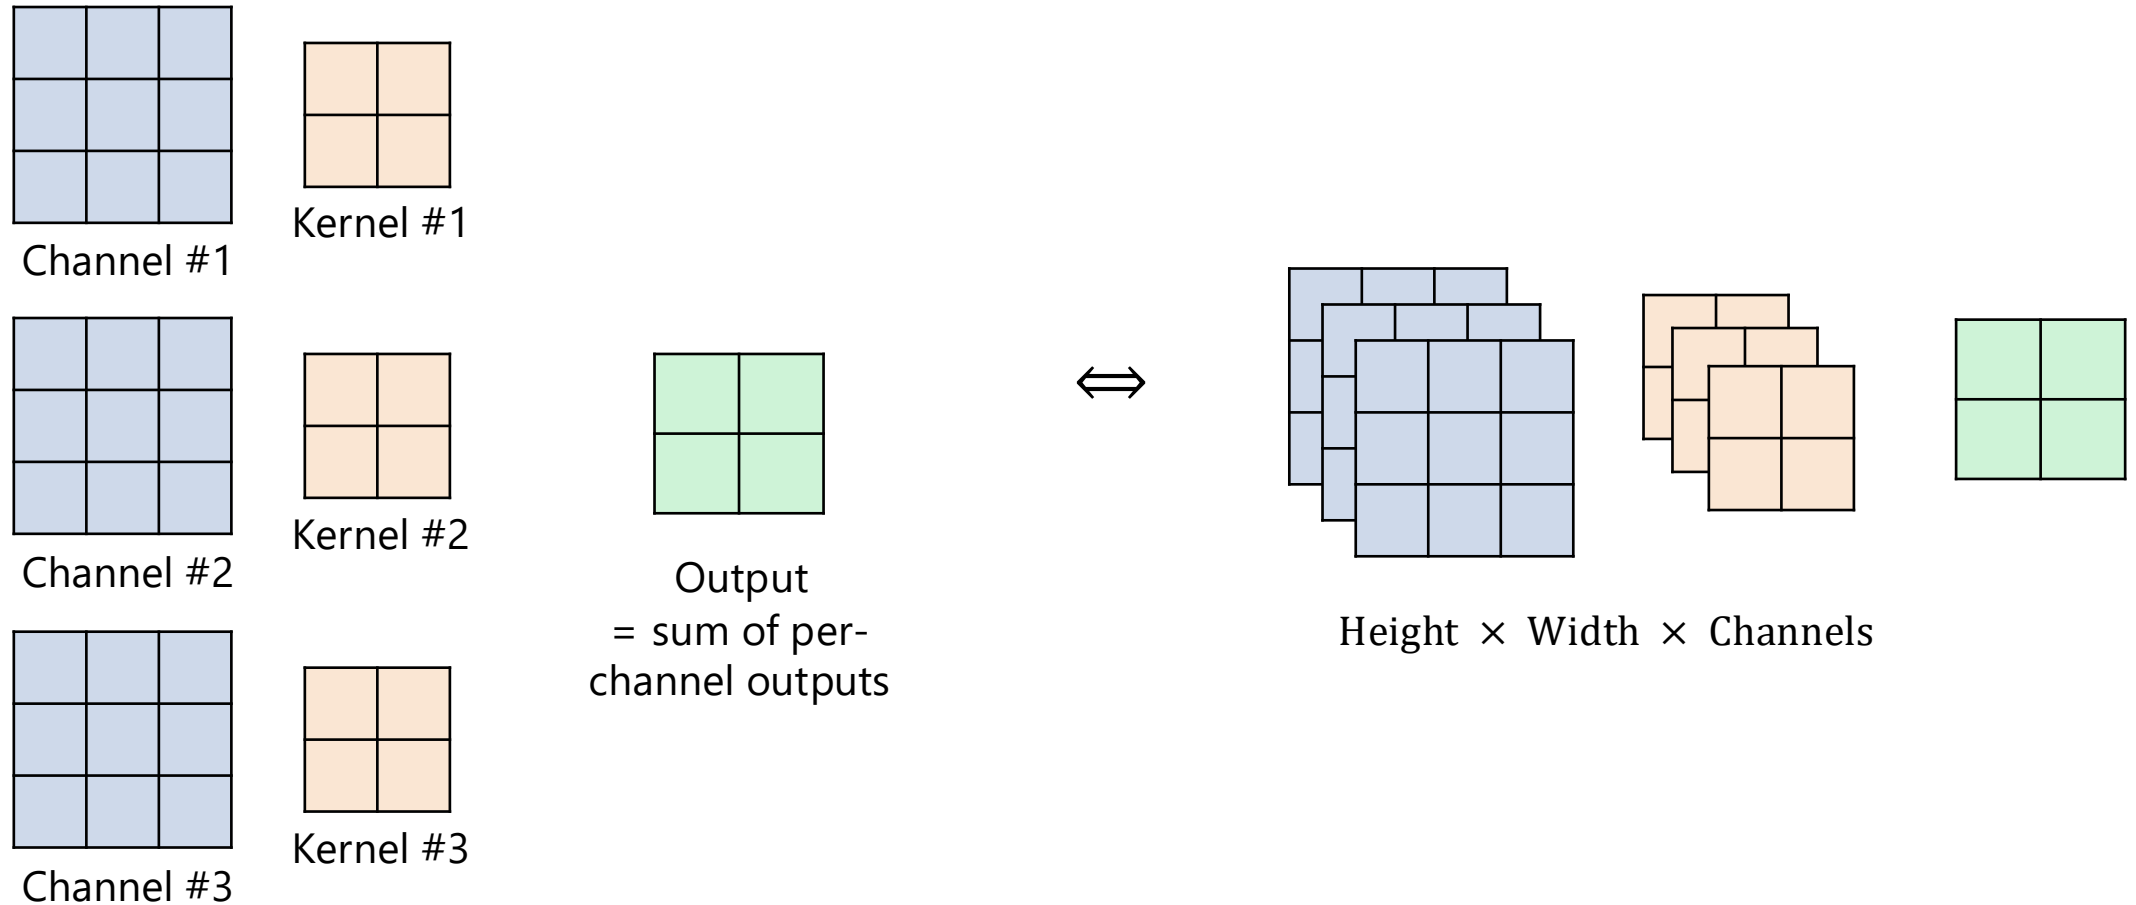 Channel #1
Kernel #1
Channel #2
Kernel #2
Channel #3
Kernel #3
Output
= sum of per-
channel outputs
⇔
Height × Width × Channels